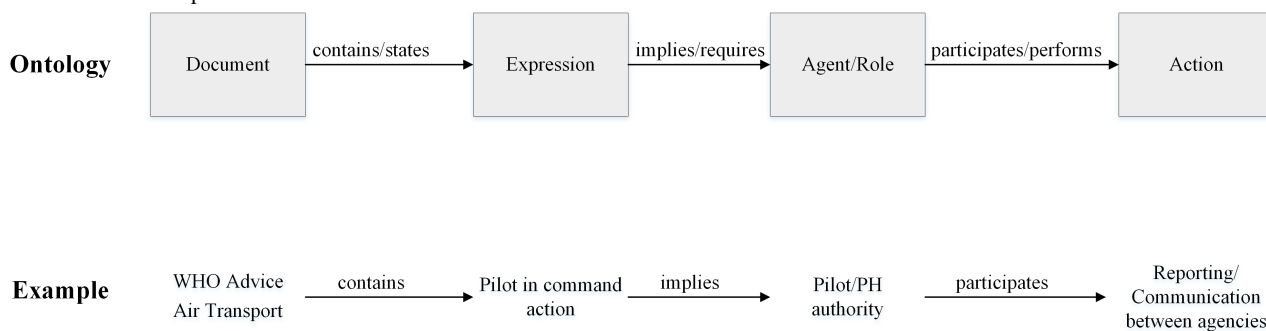 contains/states implies/requires participates/performs
Ontology Document Expression Agent/Role Action
WHO Advice
Air Transport
Example contains Pilot in command
action
implies Pilot/PH
authority
participates Reporting/
Communication
between agencies